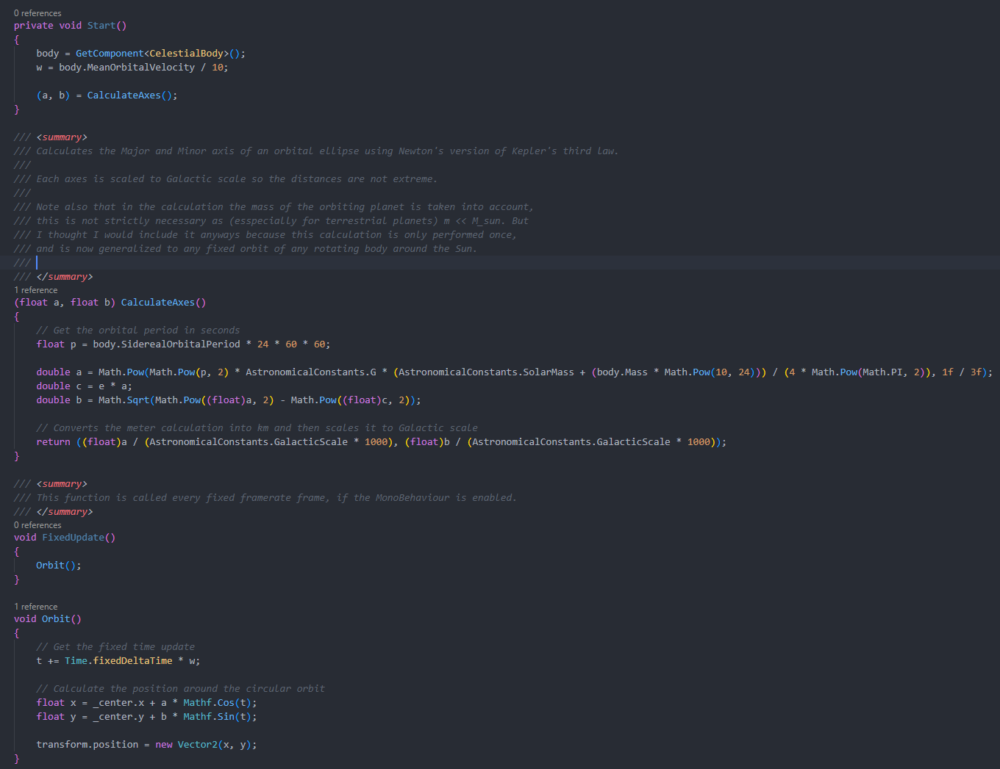 0 references
private void Start()
{
    body = GetComponent<CelestialBody>();
    w = body.MeanOrbitalVelocity / 10;

    (a, b) = CalculateAxes();
}

/// <summary>
/// Calculates the Major and Minor axis of an orbital ellipse using Newton's version of Kepler's third law.
///
/// Each axes is scaled to Galactic scale so the distances are not extreme.
///
/// Note also that in the calculation the mass of the orbiting planet is taken into account,
/// this is not strictly necessary as (esspecially for terrestrial planets) m << M_sun. But
/// I thought I would include it anyways because this calculation is only performed once,
/// and is now generalized to any fixed orbit of any rotating body around the Sun.
///
/// </summary>
1 reference
(float a, float b) CalculateAxes()
{
    // Get the orbital period in seconds
    float p = body.SiderealOrbitalPeriod * 24 * 60 * 60;

    double a = Math.Pow(Math.Pow(p, 2) * AstronomicalConstants.G * (AstronomicalConstants.SolarMass + (body.Mass * Math.Pow(10, 24))) / (4 * Math.Pow(Math.PI, 2)), 1f / 3f);
    double c = e * a;
    double b = Math.Sqrt(Math.Pow((float)a, 2) - Math.Pow((float)c, 2));

    // Converts the meter calculation into km and then scales it to Galactic scale
    return ((float)a / (AstronomicalConstants.GalacticScale * 1000), (float)b / (AstronomicalConstants.GalacticScale * 1000));
}

/// <summary>
/// This function is called every fixed framerate frame, if the MonoBehaviour is enabled.
/// </summary>
0 references
void FixedUpdate()
{
    Orbit();
}

1 reference
void Orbit()
{
    // Get the fixed time update
    t += Time.fixedDeltaTime * w;

    // Calculate the position around the circular orbit
    float x = _center.x + a * Mathf.Cos(t);
    float y = _center.y + b * Mathf.Sin(t);

    transform.position = new Vector2(x, y);
}